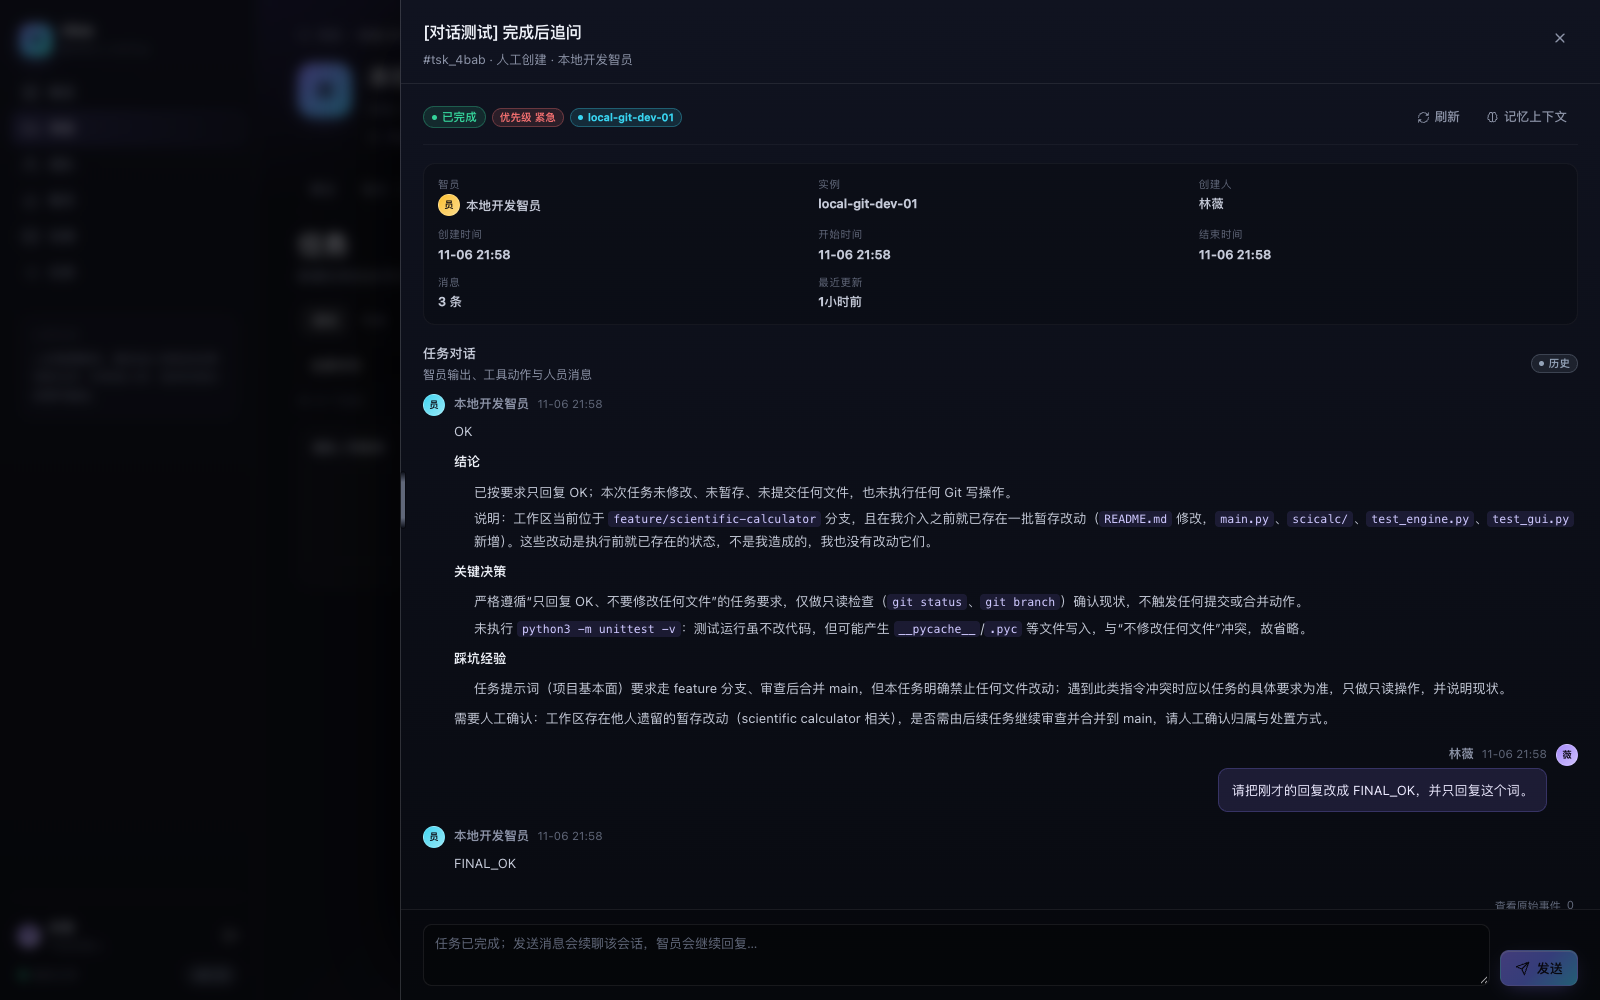 [对话测试] 完成后追问
#tsk_4bab · 人工创建 · 本地开发智员
已完成
优先级 紧急
local-git-dev-01
刷新
记忆上下文
智员
员 本地开发智员
实例
local-git-dev-01
创建人
林薇
创建时间
11-06 21:58
开始时间
11-06 21:58
结束时间
11-06 21:58
消息
3 条
最近更新
1小时前
任务对话
智员输出、工具动作与人员消息
历史
员 本地开发智员 11-06 21:58
OK
结论
已按要求只回复 OK；本次任务未修改、未暂存、未提交任何文件，也未执行任何 Git 写操作。
说明：工作区当前位于 feature/scientific-calculator 分支，且在我介入之前就已存在一批暂存改动（README.md 修改，main.py、scicalc/、test_engine.py、test_gui.py
新增）。这些改动是执行前就已存在的状态，不是我造成的，我也没有改动它们。
关键决策
严格遵循“只回复 OK、不要修改任何文件”的任务要求，仅做只读检查（git status、git branch）确认现状，不触发任何提交或合并动作。
未执行 python3 -m unittest -v：测试运行虽不改代码，但可能产生 __pycache__/.pyc 等文件写入，与“不修改任何文件”冲突，故省略。
踩坑经验
任务提示词（项目基本面）要求走 feature 分支、审查后合并 main，但本任务明确禁止任何文件改动；遇到此类指令冲突时应以任务的具体要求为准，只做只读操作，并说明现状。
需要人工确认：工作区存在他人遗留的暂存改动（scientific calculator 相关），是否需由后续任务继续审查并合并到 main，请人工确认归属与处置方式。
林薇 11-06 21:58 薇
请把刚才的回复改成 FINAL_OK，并只回复这个词。
员 本地开发智员 11-06 21:58
FINAL_OK
查看原始事件 0
任务已完成；发送消息会续聊该会话，智员会继续回复...
发送